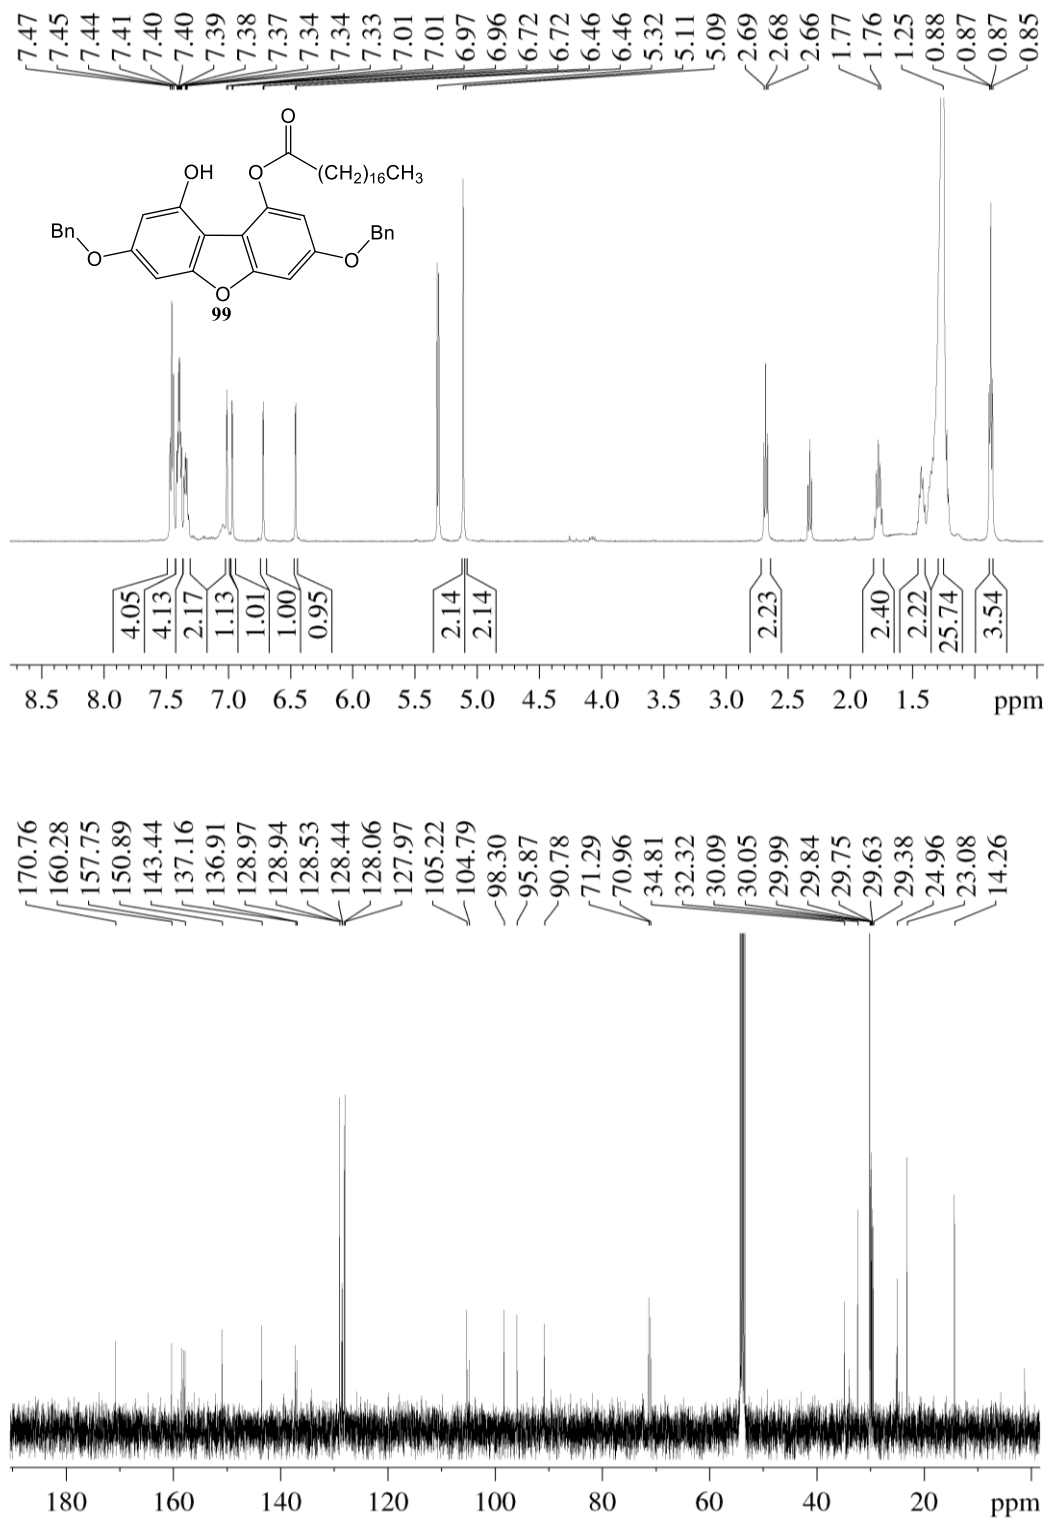 7.47 7.45 7.44 7.41 7.40 7.40 7.39 7.38 7.37 7.34 7.34 7.33 7.01 7.01 6.97 6.96 6.72 6.72 6.46 6.46 5.32 5.11 5.09 2.69 2.68 2.66 1.77 1.76 1.25 0.88 0.87 0.87 0.85
O
OH O (CH2)16CH3
Bn O O Bn
O
99
4.05 4.13 2.17 1.13 1.01 1.00 0.95 2.14 2.14 2.23 2.40 2.22 25.74 3.54
8.5 8.0 7.5 7.0 6.5 6.0 5.5 5.0 4.5 4.0 3.5 3.0 2.5 2.0 1.5 ppm
170.76 160.28 157.75 150.89 143.44 137.16 136.91 128.97 128.94 128.53 128.44 128.06 127.97 105.22 104.79 98.30 95.87 90.78 71.29 70.96 34.81 32.32 30.09 30.05 29.99 29.84 29.75 29.63 29.38 24.96 23.08 14.26
180 160 140 120 100 80 60 40 20 ppm